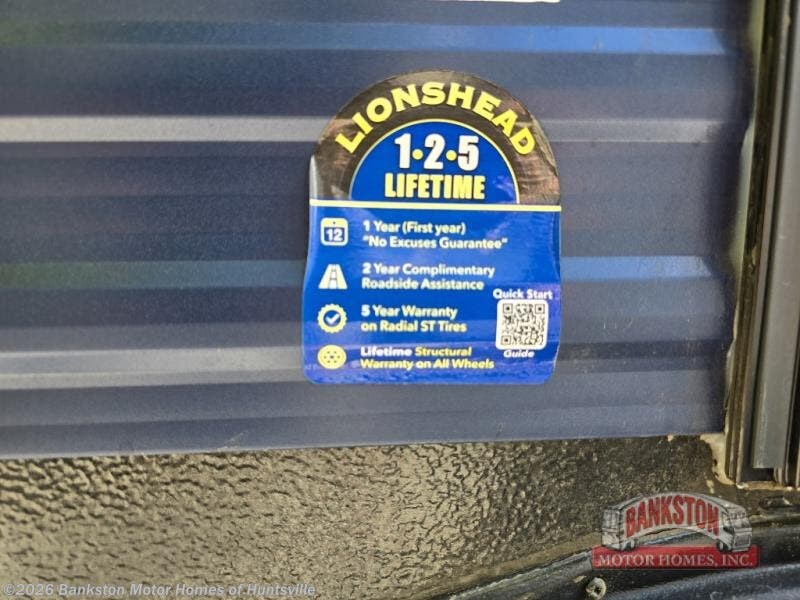 LIONSHEAD
1·2·5
LIFETIME
12
1 Year (First year)
"No Excuses Guarantee"
2 Year Complimentary
Roadside Assistance
5 Year Warranty
on Radial ST Tires
Lifetime Structural
Warranty on All Wheels
Quick Start
Guide
BANKSTON
MOTOR HOMES, INC.
©2026 Bankston Motor Homes of Huntsville